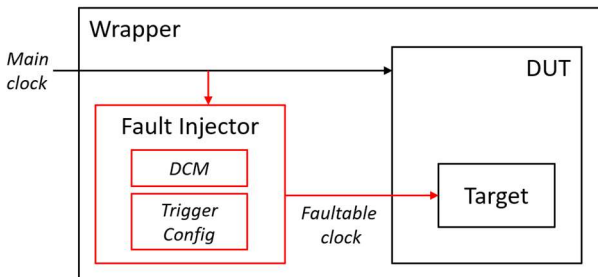 Wrapper
Main
clock
DUT
Fault Injector
DCM
Trigger
Config
Faultable
clock
Target